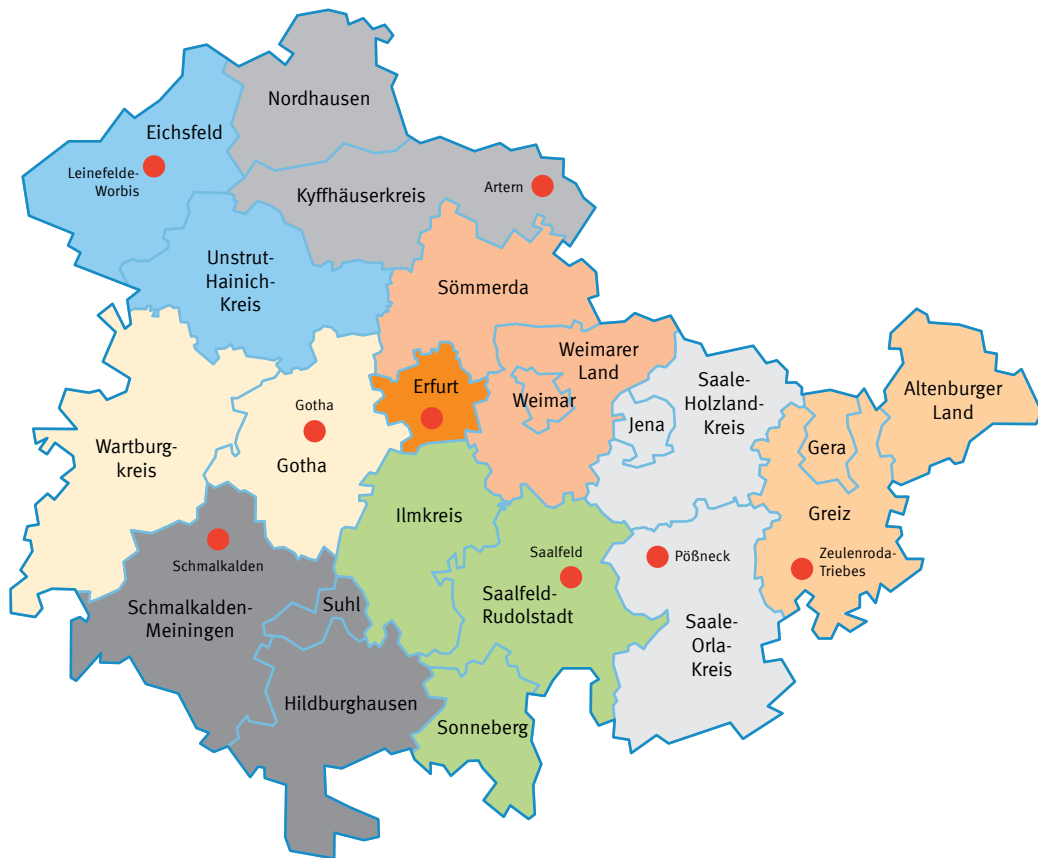 Nordhausen
Eichsfeld
Leinefelde-
Worbis
Kyffhäuserkreis
Artern
Unstrut-
Hainich-
Kreis
Sömmerda
Weimarer
Land
Weimar
Erfurt
Gotha
Gotha
Wartburg-
kreis
Saale-
Holzland-
Kreis
Jena
Altenburger
Land
Gera
Greiz
Zeulenroda-
Triebes
Ilmkreis
Saalfeld
Saalfeld-
Rudolstadt
Pößneck
Saale-
Orla-
Kreis
Schmalkalden
Schmalkalden-
Meiningen
Suhl
Hildburghausen
Sonneberg